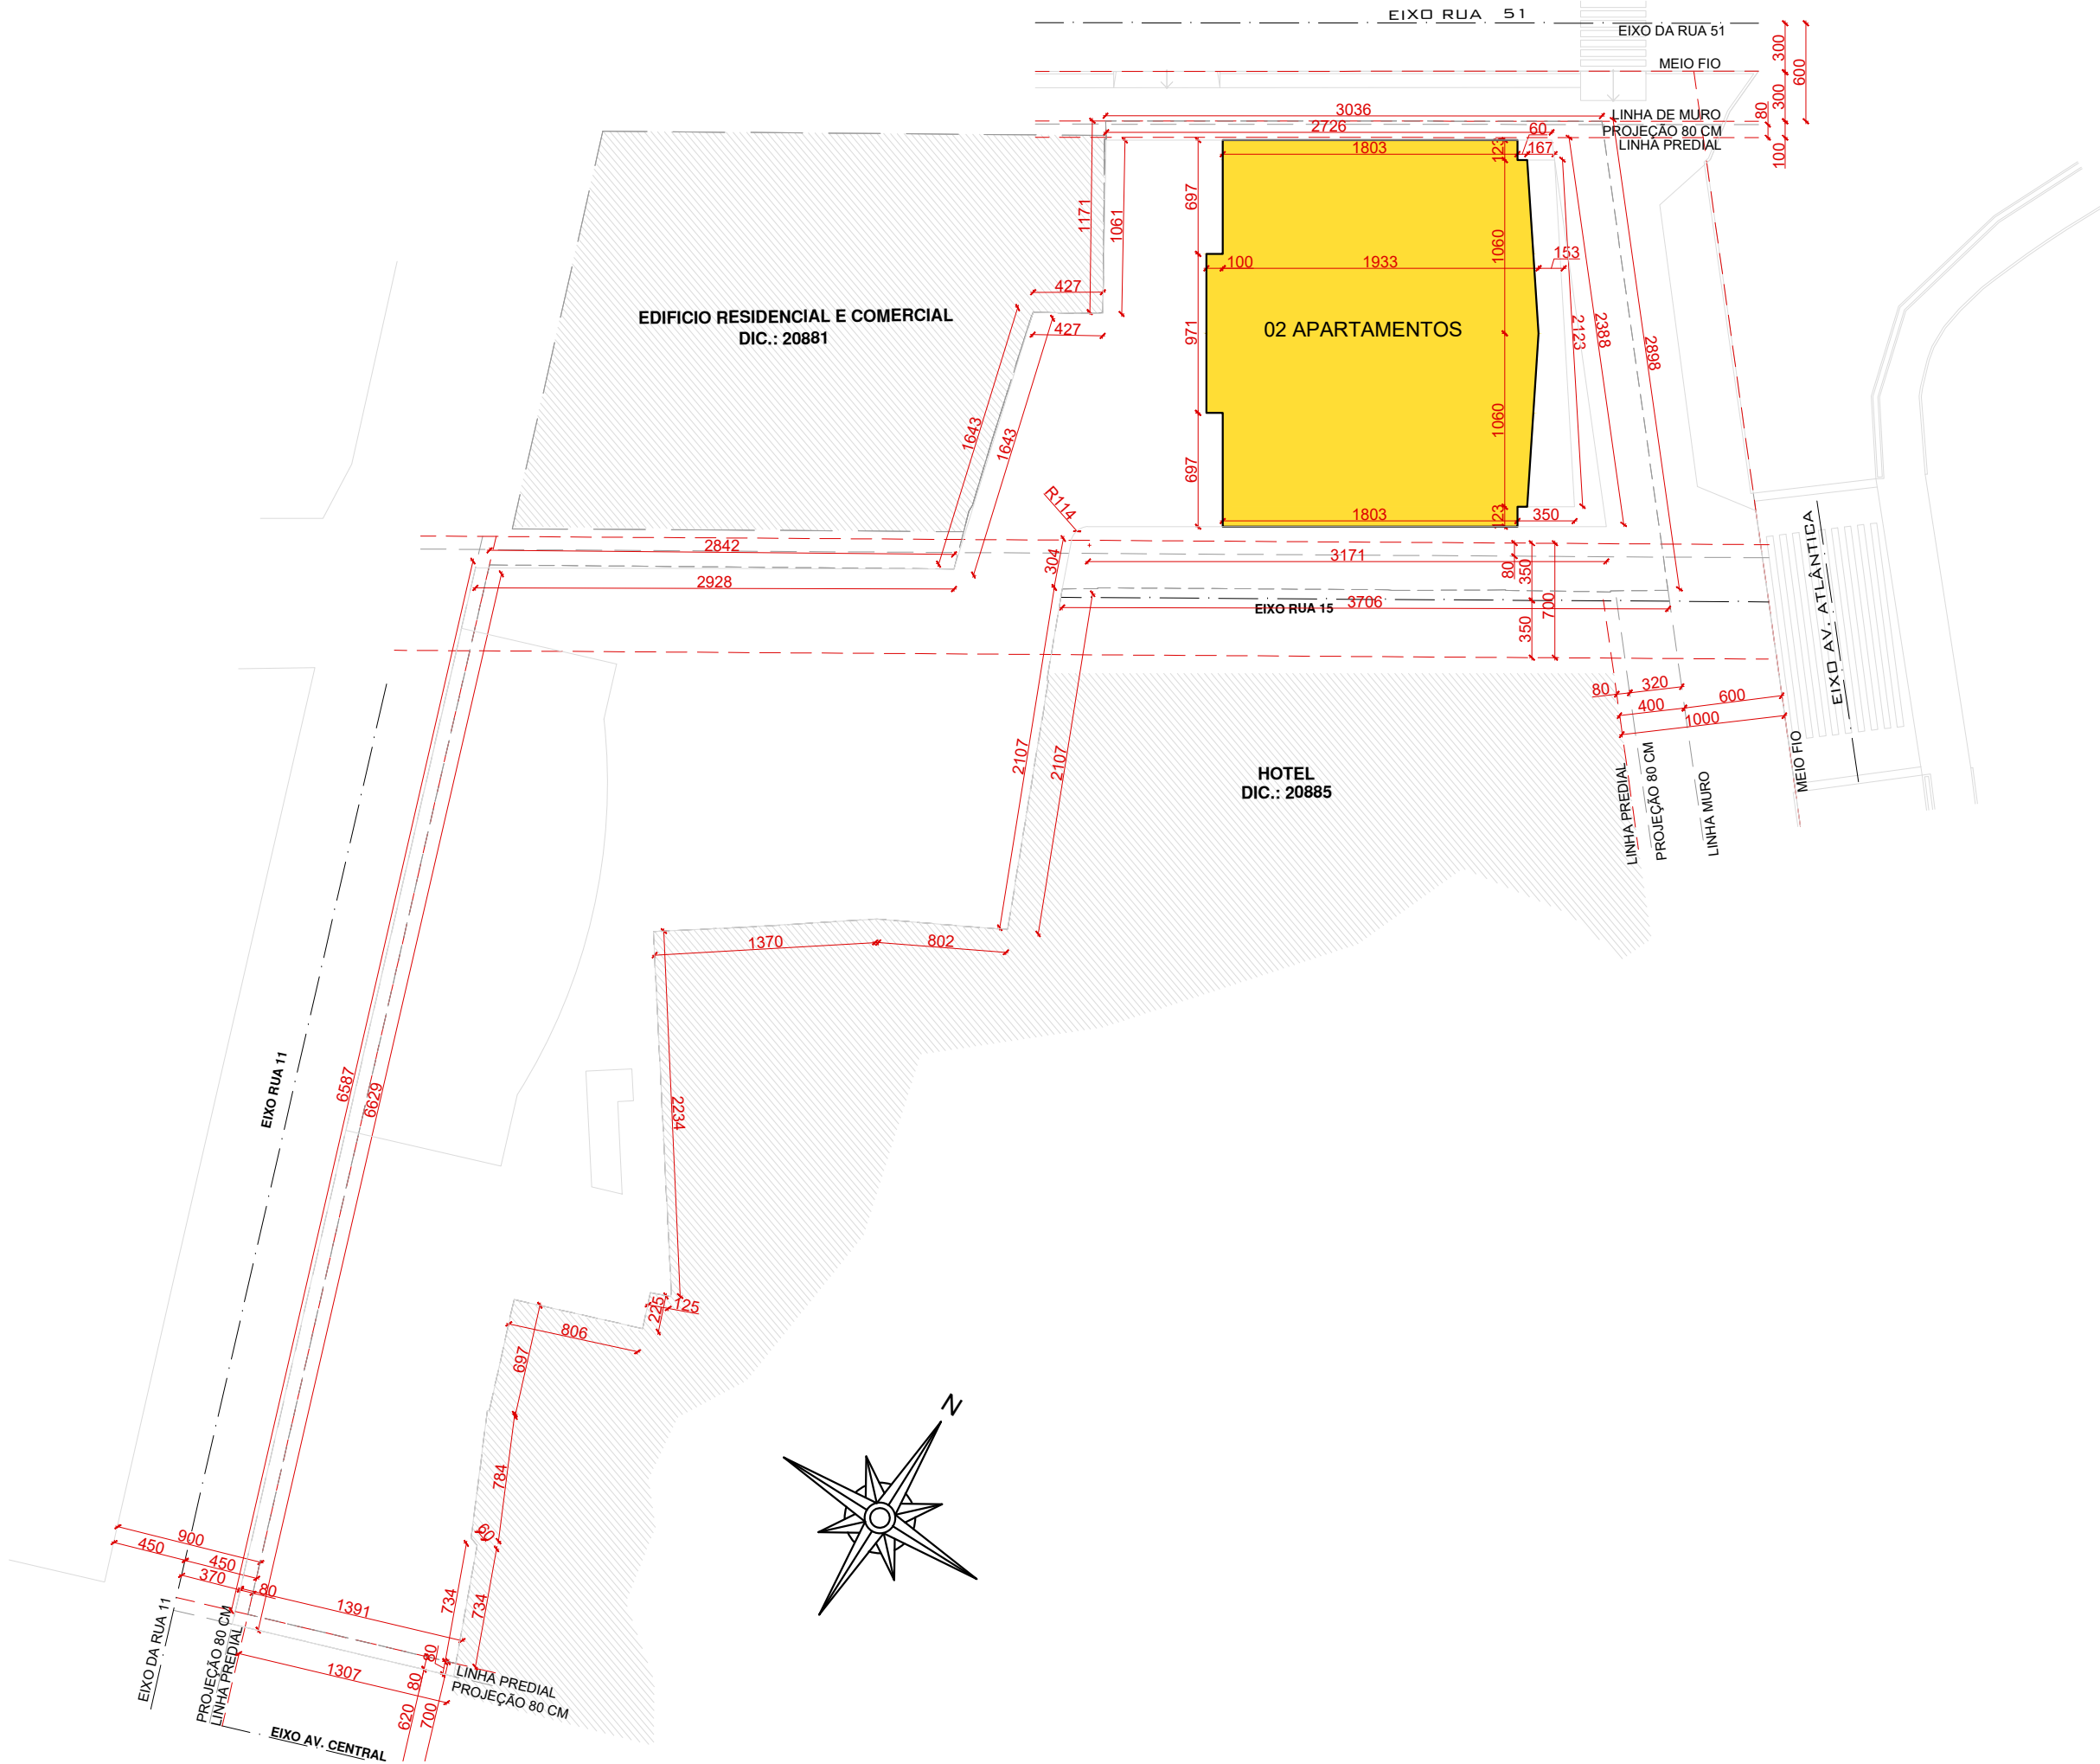 EIXO RUA 51
EIXO DA RUA 51
MEIO FIO
300
600
300
80
100
LINHA DE MURO
PROJEÇÃO 80 CM
LINHA PREDIAL
3036
2726
60
1803
123
167
1171
1061
697
1060
153
100
1933
427
427
EDIFICIO RESIDENCIAL E COMERCIAL
DIC.: 20881
971
02 APARTAMENTOS
2123
2388
2898
1643
1643
1060
697
R114
1803
123
350
2842
304
3171
80
350
2928
EIXO RUA 15
3706
700
350
EIXO AV. ATLÂNTICA
80
320
400
600
1000
MEIO FIO
LINHA PREDIAL
PROJEÇÃO 80 CM
LINHA MURO
2107
2107
HOTEL
DIC.: 20885
1370
802
EIXO RUA 11
6587
6629
2234
225
125
806
697
N
784
60
900
450
450
370
80
1391
734
734
EIXO DA RUA 11
PROJEÇÃO 80 CM
LINHA PREDIAL
1307
80
80
620
700
LINHA PREDIAL
PROJEÇÃO 80 CM
EIXO AV. CENTRAL